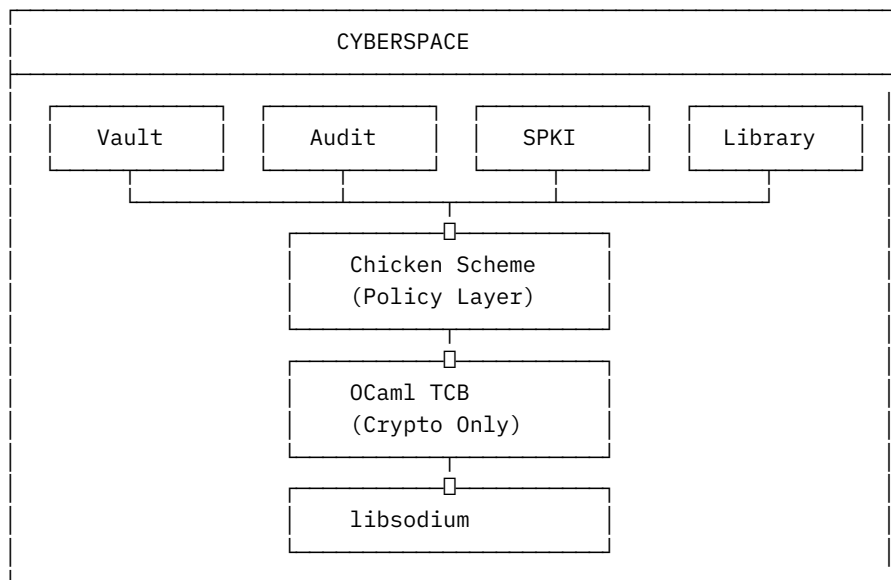 CYBERSPACE
Vault Audit SPKI Library
Chicken Scheme
(Policy Layer)
OCaml TCB
(Crypto Only)
libsodium